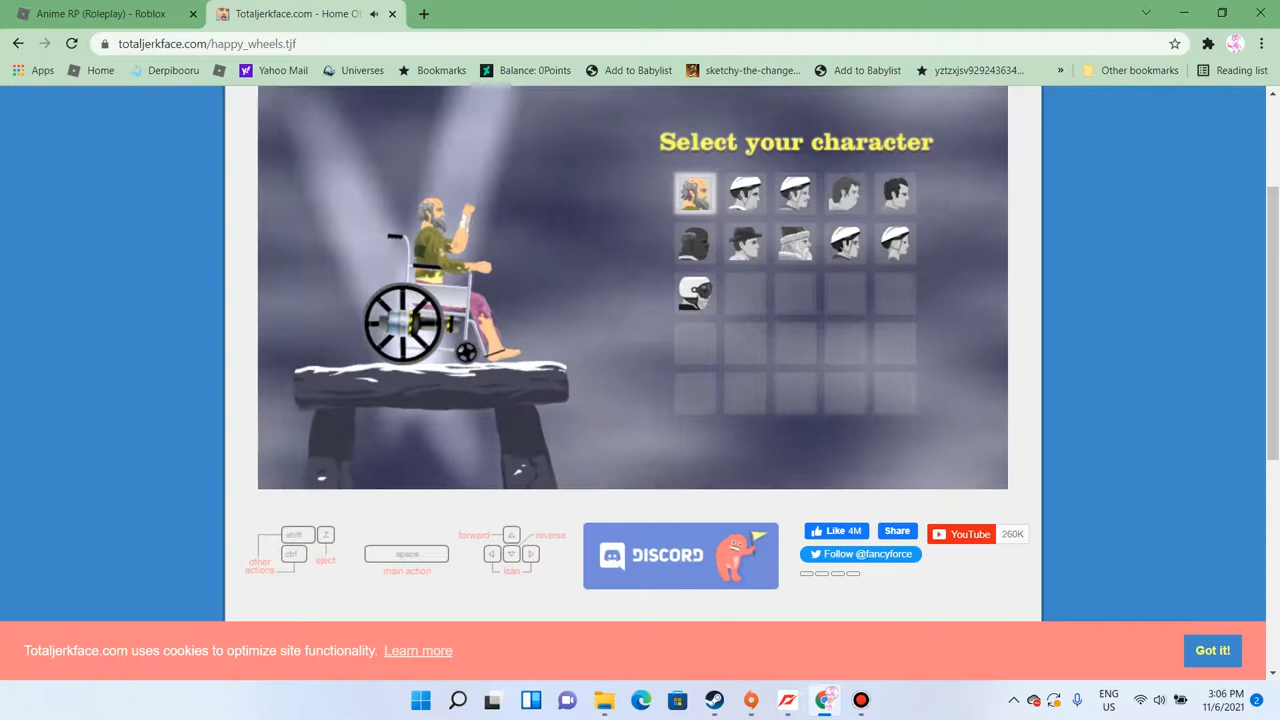 Anime RP (Roleplay) - Roblox
Totaljerkface.com - Home Of
totaljerkface.com/happy_wheels.tjf
Apps Home Derpibooru Yahoo Mail Universes Bookmarks Balance: 0Points Add to Babylist sketchy-the-change... Add to Babylist yztzxjsv929243634... » Other bookmarks Reading list
Select your character
shift Z
ctrl
other actions
eject
space
main action
forward
reverse
lean
DISCORD
Like 4M Share YouTube 260K
Follow @fancyforce
Totaljerkface.com uses cookies to optimize site functionality. Learn more
Got it!
ENG
US
3:06 PM
11/6/2021
2